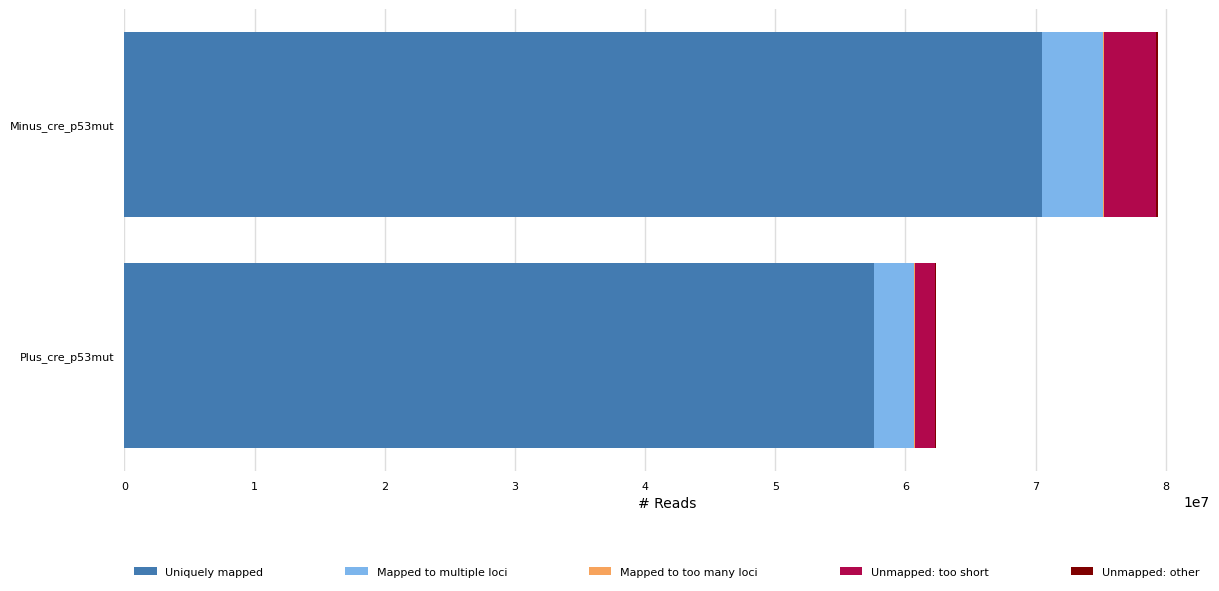 Minus_cre_p53mut
Plus_cre_p53mut
0 1 2 3 4 5 6 7 8
# Reads
1e7
Uniquely mapped Mapped to multiple loci Mapped to too many loci Unmapped: too short Unmapped: other